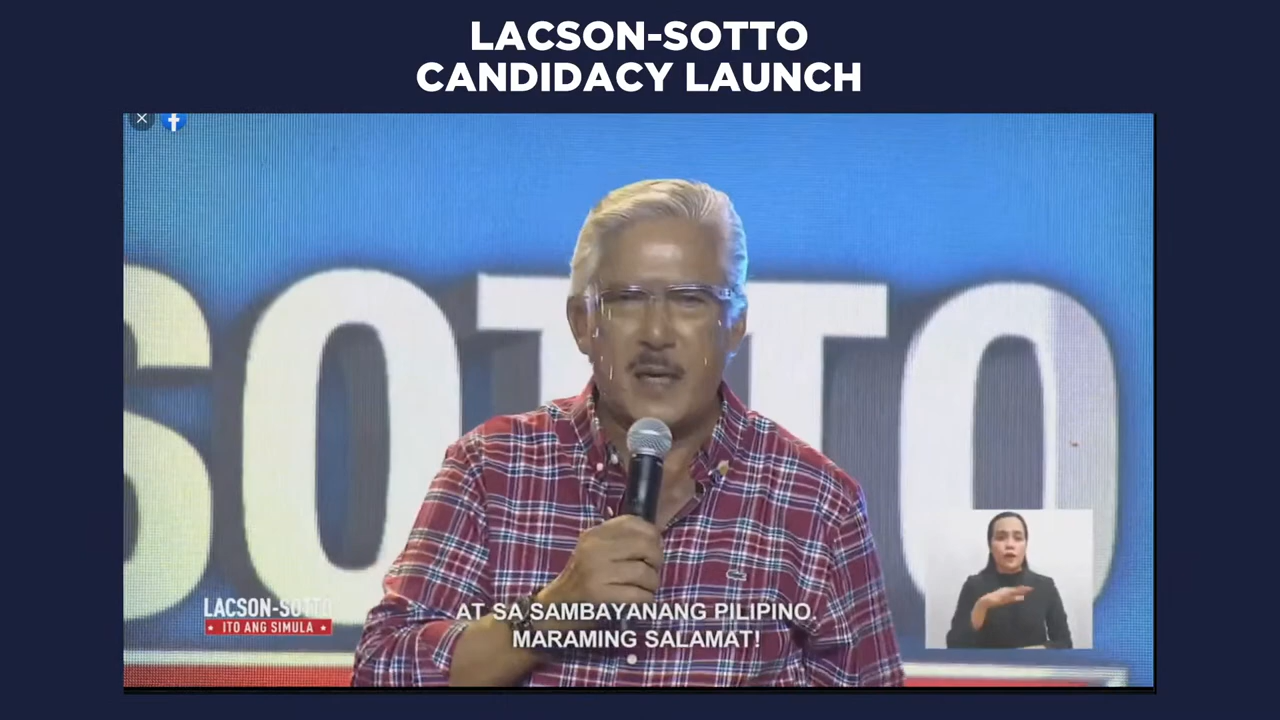 LACSON-SOTTO
CANDIDACY LAUNCH
SOTTO
LACSON-SOTTO
ITO ANG SIMULA
AT SA SAMBAYANANG PILIPINO.
MARAMING SALAMAT!